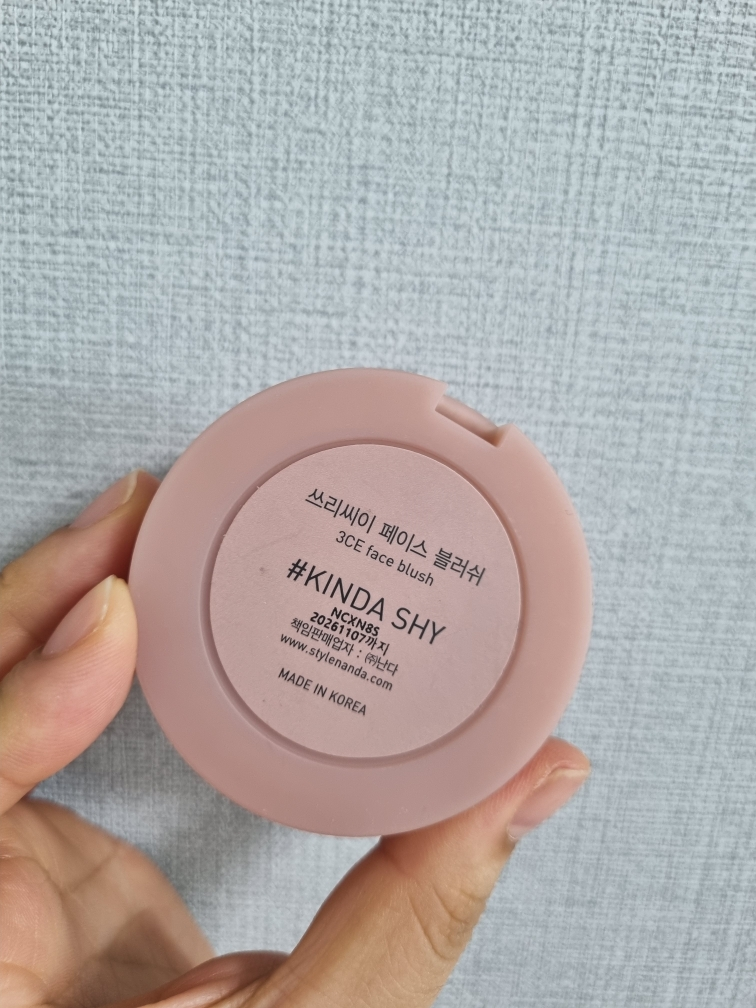 쓰리씨이 페이스 블러쉬
3CE face blush
#KINDA SHY
NCXN8S
20261107까지
책임판매업자 : ㈜난다
www.stylenanda.com
MADE IN KOREA